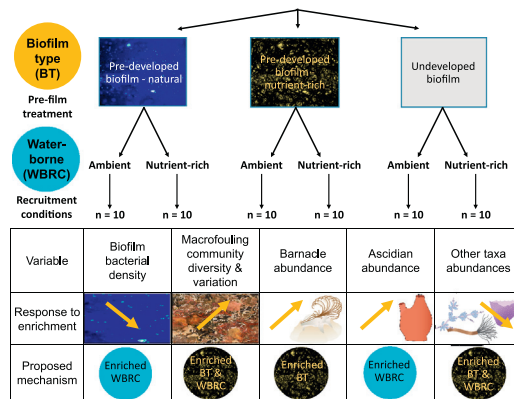 Biofilm
type
(BT)
Pre-film
treatment
Pre-developed
biofilm - natural
Pre-developed
biofilm -
nutrient-rich
Undeveloped
biofilm
Water-
borne
(WBRC)
Recruitment
conditions
Ambient Nutrient-rich Ambient Nutrient-rich Ambient Nutrient-rich
n = 10 n = 10 n = 10 n = 10 n = 10 n = 10
Variable
Biofilm
bacterial
density
Macrofouling
community
diversity &
variation
Barnacle
abundance
Ascidian
abundance
Other taxa
abundances
Response to
enrichment
Proposed
mechanism
Enriched
WBRC
Enriched
BT &
WBRC
Enriched
BT
Enriched
WBRC
Enriched
BT &
WBRC